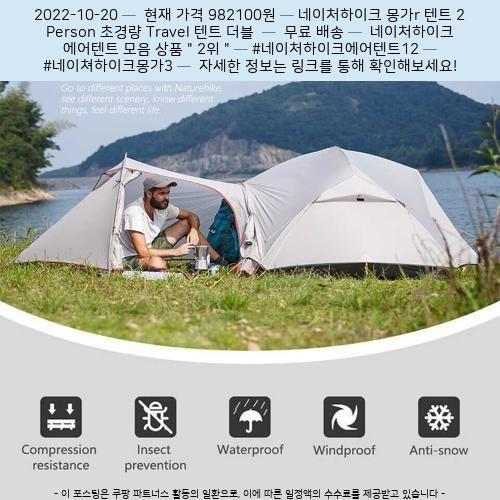 2022-10-20 — 현재 가격 982100원 — 네이처하이크 몽가r 텐트 2
Person 초경량 Travel 텐트 더블 — 무료 배송 — 네이처하이크
에어텐트 모음 상품 " 2위 " — #네이처하이크에어텐트12 —
#네이쳐하이크몽가3 — 자세한 정보는 링크를 통해 확인해보세요!
Go to different places with Naturehike,
see different scenery, know different
things, feel different life.
Compression
resistance
Insect
prevention
Waterproof
Windproof
Anti-snow
- 이 포스팅은 쿠팡 파트너스 활동의 일환으로, 이에 따른 일정액의 수수료를 제공받고 있습니다 -